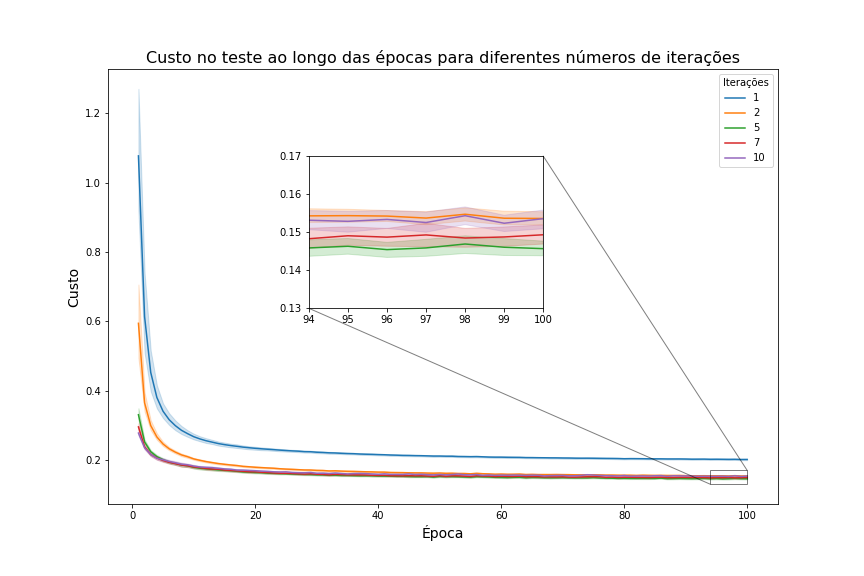 Custo no teste ao longo das épocas para diferentes números de iterações
Iterações
1
2
5
7
10
Custo
1.2
1.0
0.8
0.6
0.4
0.2
0.17
0.16
0.15
0.14
0.13
94 95 96 97 98 99 100
0 20 40 60 80 100
Época